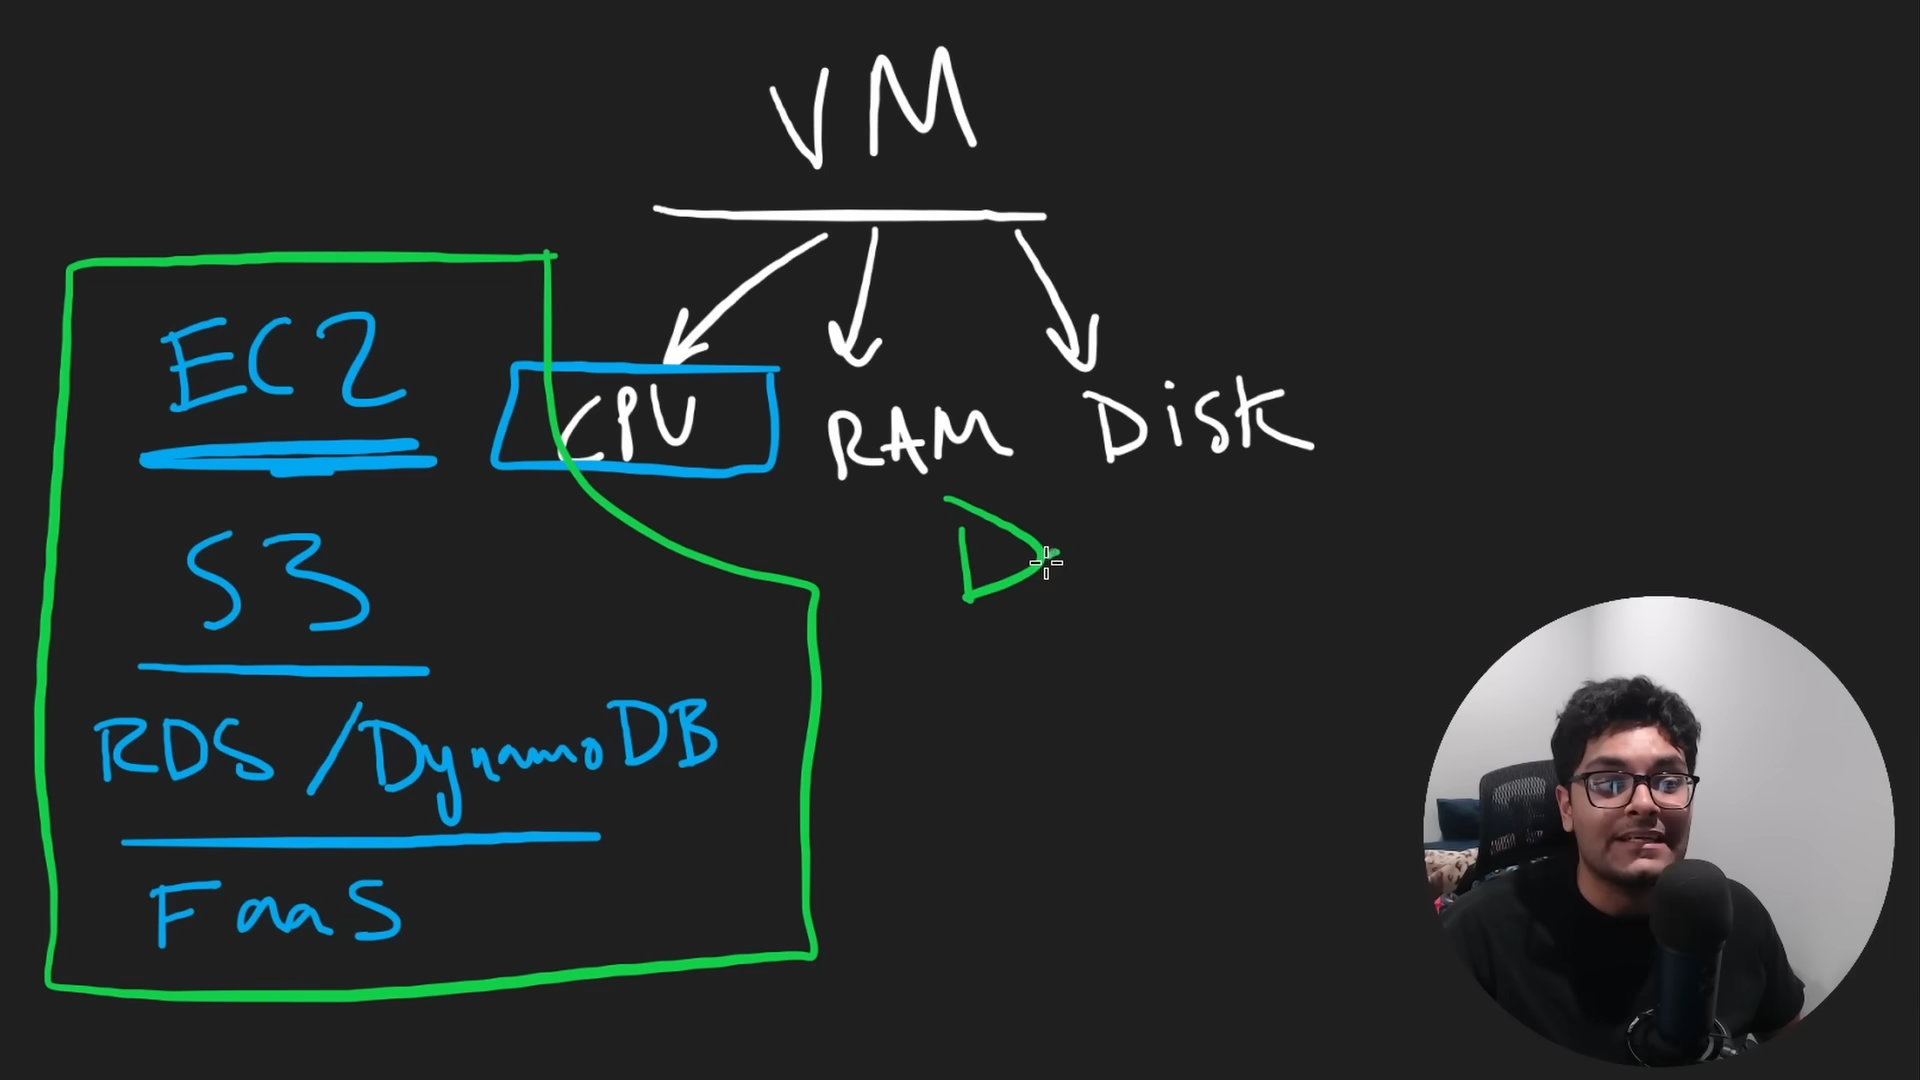 VM
EC2
CPU RAM Disk
S3
D
RDS / DynamoDB
FaaS